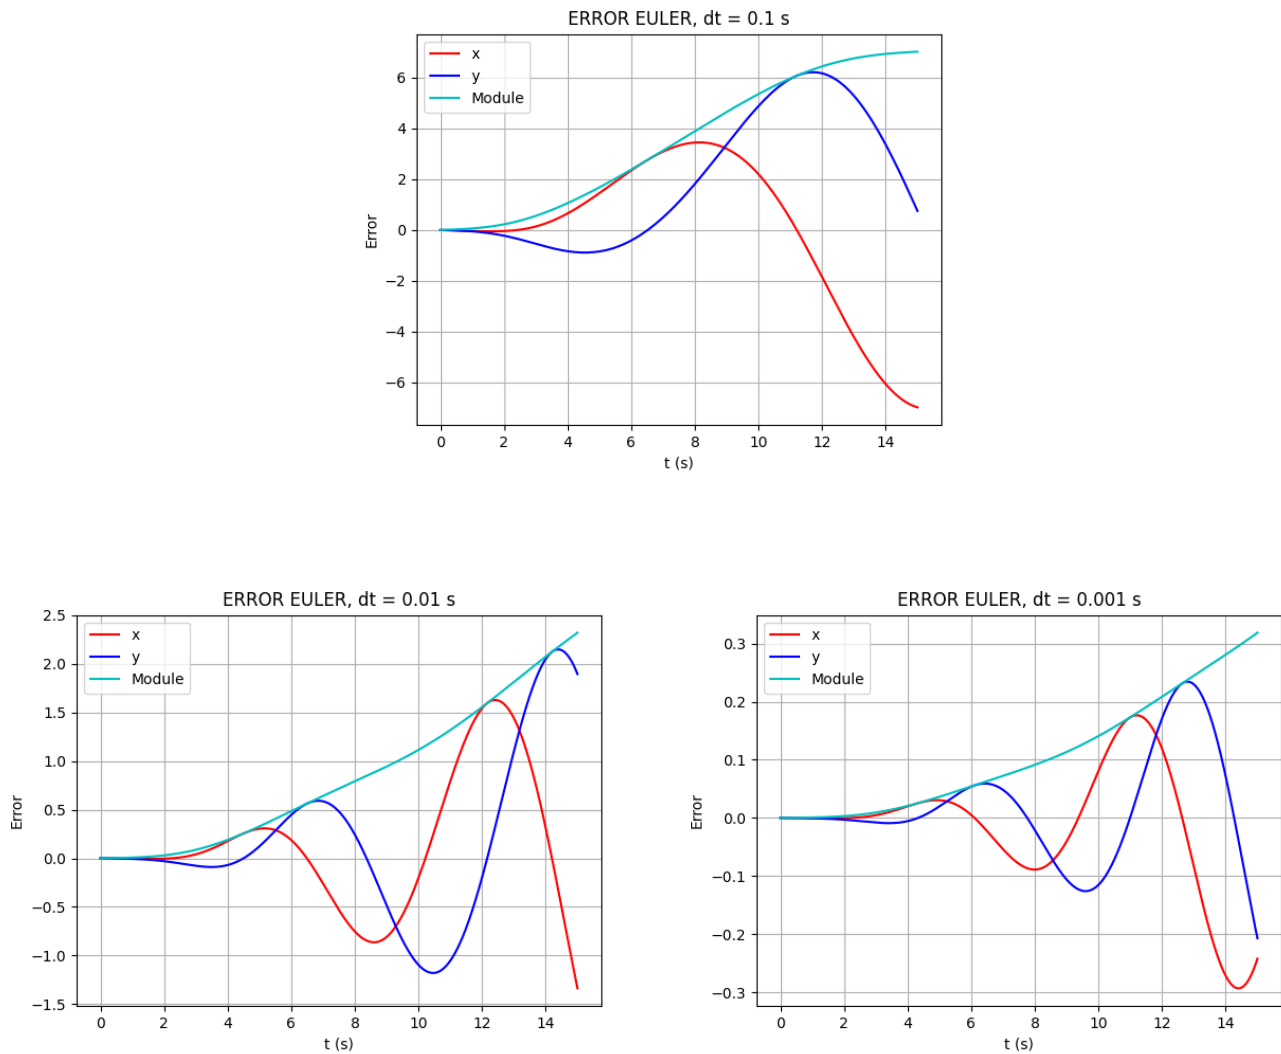 ERROR EULER, dt = 0.1 s
x
y
Module
6
4
2
0
−2
−4
−6
Error
0 2 4 6 8 10 12 14
t (s)
ERROR EULER, dt = 0.01 s
x
y
Module
2.5
2.0
1.5
1.0
0.5
0.0
−0.5
−1.0
−1.5
Error
0 2 4 6 8 10 12 14
t (s)
ERROR EULER, dt = 0.001 s
x
y
Module
0.3
0.2
0.1
0.0
−0.1
−0.2
−0.3
Error
0 2 4 6 8 10 12 14
t (s)